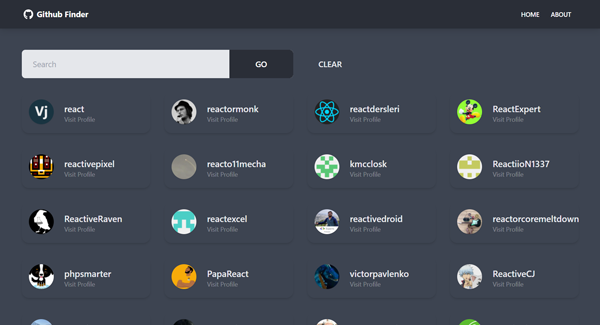 Github Finder
HOME
ABOUT
Search
GO
CLEAR
Vj
react
Visit Profile
reactormonk
Visit Profile
reactdersleri
Visit Profile
ReactExpert
Visit Profile
reactivepixel
Visit Profile
reacto11mecha
Visit Profile
kmcclosk
Visit Profile
ReactiioN1337
Visit Profile
ReactiveRaven
Visit Profile
reactexcel
Visit Profile
reactivedroid
Visit Profile
reactorcoremeltdown
Visit Profile
phpsmarter
Visit Profile
PapaReact
Visit Profile
victorpavlenko
Visit Profile
ReactiveCJ
Visit Profile